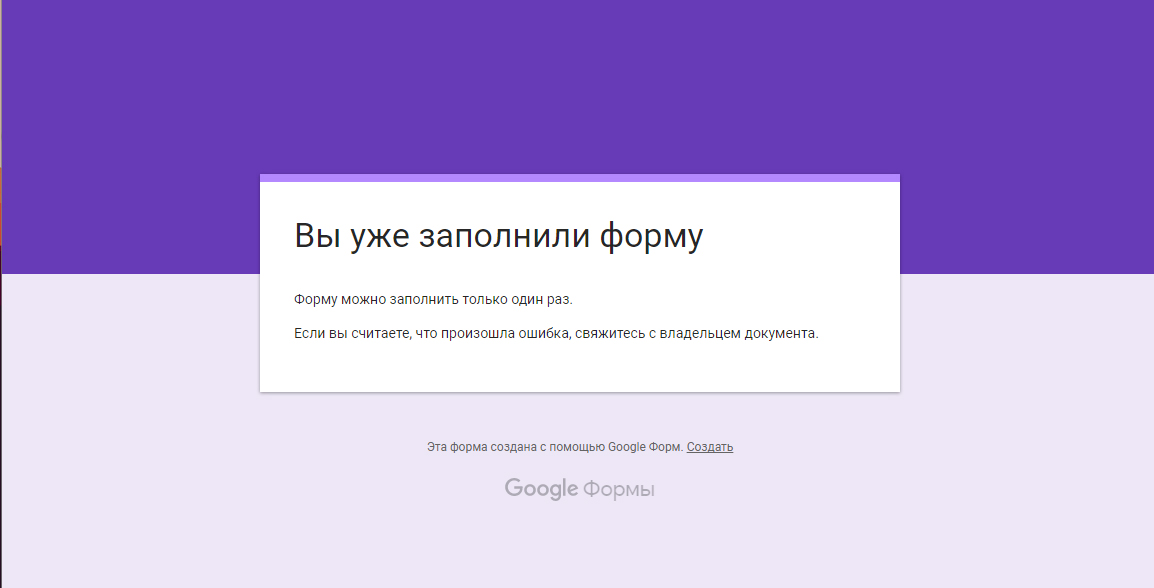 Вы уже заполнили форму
Форму можно заполнить только один раз.
Если вы считаете, что произошла ошибка, свяжитесь с владельцем документа.
Эта форма создана с помощью Google Форм. Создать
Google Формы